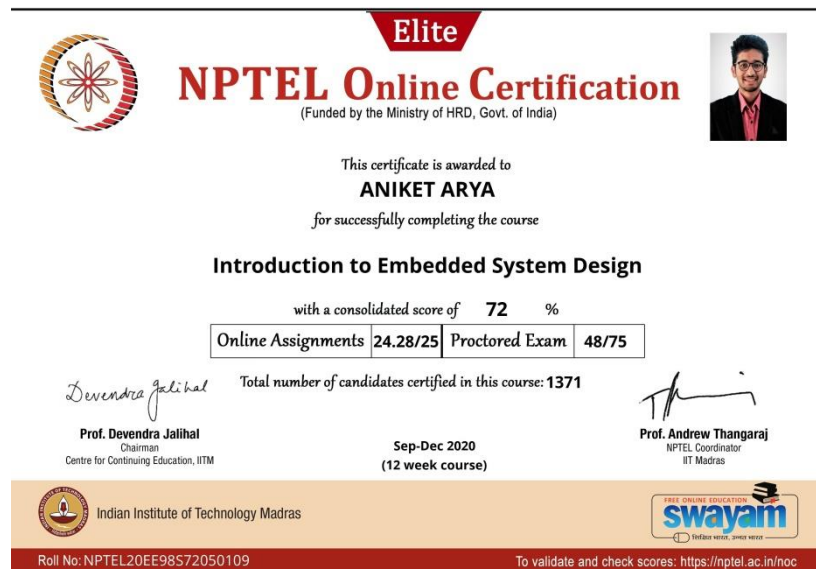 Elite
NPTEL Online Certification
(Funded by the Ministry of HRD, Govt. of India)
This certificate is awarded to
ANIKET ARYA
for successfully completing the course
Introduction to Embedded System Design
with a consolidated score of 72 %
Online Assignments 24.28/25 Proctored Exam 48/75
Total number of candidates certified in this course: 1371
Devendra Jalihal
Prof. Devendra Jalihal
Chairman
Centre for Continuing Education, IITM
Sep-Dec 2020
(12 week course)
Prof. Andrew Thangaraj
NPTEL Coordinator
IIT Madras
Indian Institute of Technology Madras
FREE ONLINE EDUCATION
swayam
शिक्षित भारत, उन्नत भारत
Roll No: NPTEL20EE98S72050109
To validate and check scores: https://nptel.ac.in/noc